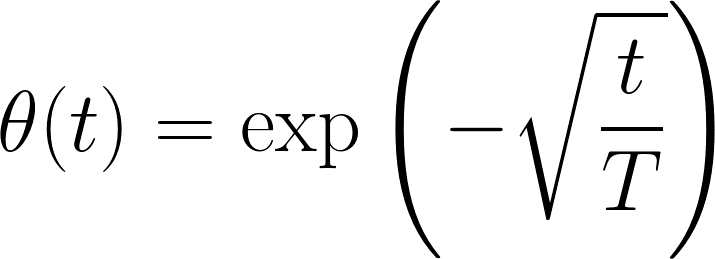 θ(t) = exp(−√(t/T))